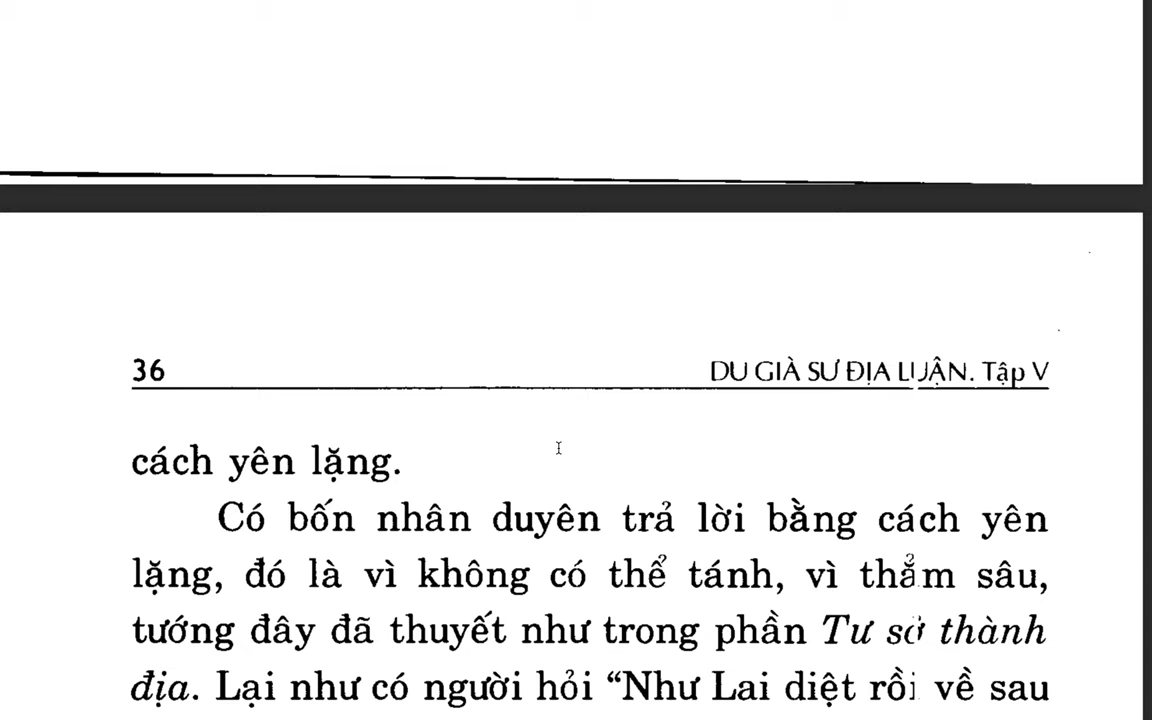 36
DU GIÀ SƯ ĐỊA LUẬN. Tập V
cách yên lặng.
Có bốn nhân duyên trả lời bằng cách yên
lặng, đó là vì không có thể tánh, vì thẳm sâu,
tướng đây đã thuyết như trong phần Tư sở thành
địa. Lại như có người hỏi “Như Lai diệt rồi về sau